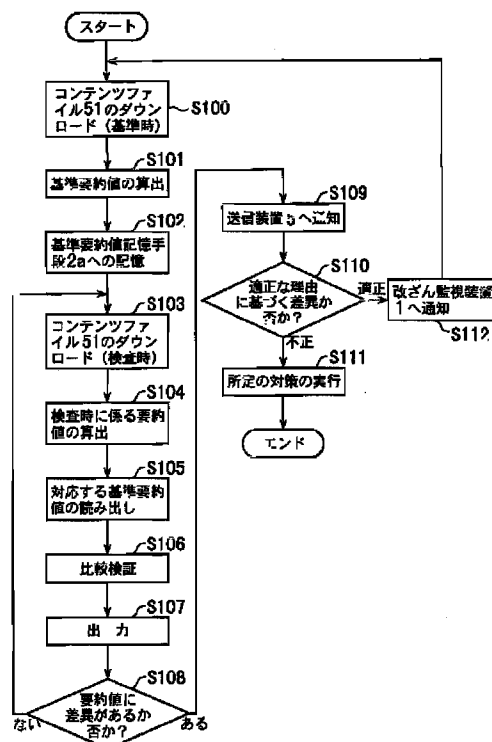 スタート
コンテンツファイ
ル51のダウン
ロード（基準時）
S100
S101
基準要約値の算出
S102
基準要約値記憶手
段2aへの記憶
S103
コンテンツファイ
ル51のダウン
ロード（検査時）
S104
検査時に係る要約
値の算出
S105
対応する基準要約
値の読み出し
S106
比較検証
S107
出　力
S108
要約値に
差異があるか
否か？
ない
ある
S109
送信装置5へ通知
S110
適正な理由
に基づく差異か
否か？
適正
不正
S111
所定の対策の実行
エンド
改ざん監視装置
1へ通知
S112